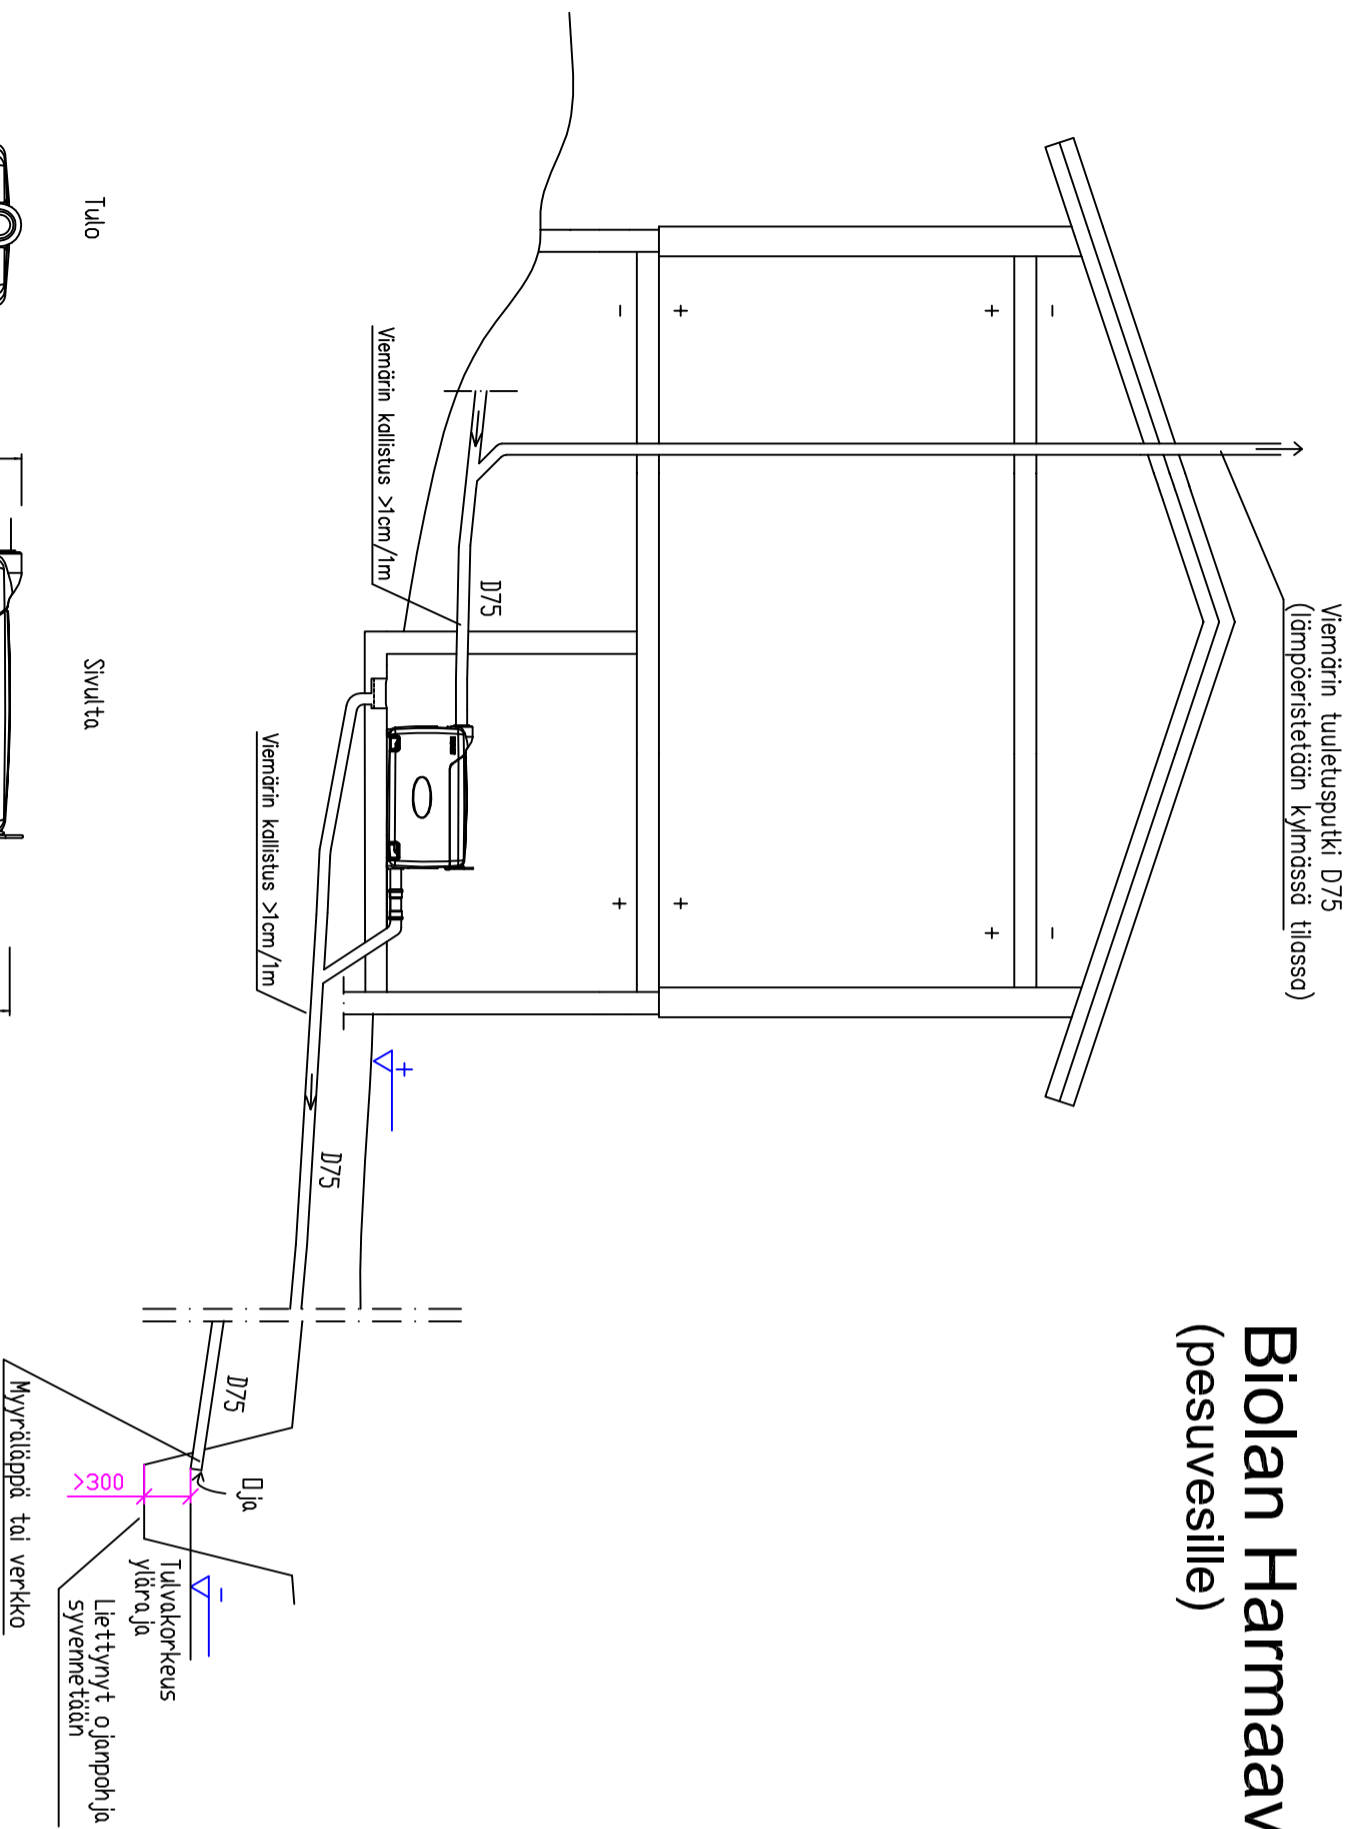 Biolan Harmaav
(pesuvesille)
Viemärin tuuletusputki D75
(lämpöeristetään kylmässä tilassa)
- + + -
D75
Viemärin kallistus >1cm/1m
+ + + -
Viemärin kallistus >1cm/1m
+
D75
D75
Oja
>300
-
Tulvakorkeus
yläraja
Liettynyt ojanpohja
syvennetään
Myyräläppä tai verkko
Tulo
Sivulta